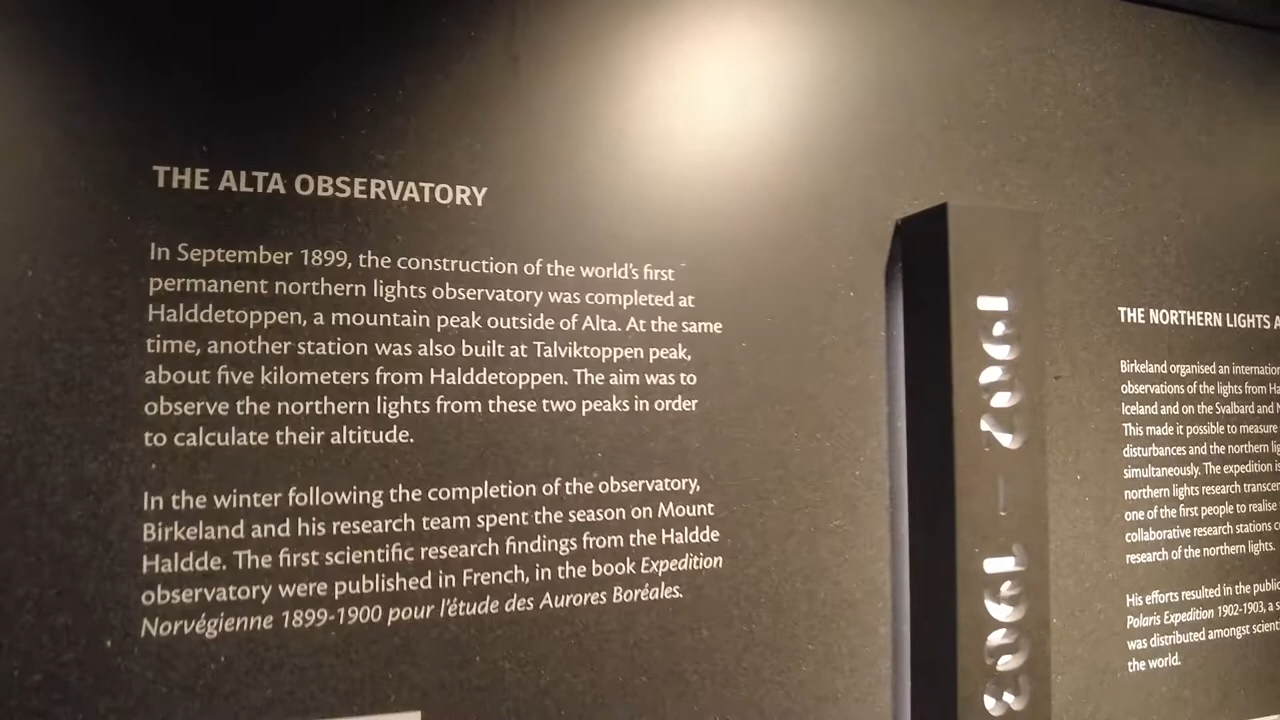 THE ALTA OBSERVATORY
In September 1899, the construction of the world's first
permanent northern lights observatory was completed at
Halddetoppen, a mountain peak outside of Alta. At the same
time, another station was also built at Talviktoppen peak,
about five kilometers from Halddetoppen. The aim was to
observe the northern lights from these two peaks in order
to calculate their altitude.
In the winter following the completion of the observatory,
Birkeland and his research team spent the season on Mount
Haldde. The first scientific research findings from the Haldde
observatory were published in French, in the book Expedition
Norvégienne 1899-1900 pour l'étude des Aurores Boréales.
1902 – 1903
THE NORTHERN LIGHTS
Birkeland organised an
observations of the lights from
Iceland and on the Svalbard and
This made it possible to measure
disturbances and the northern
simultaneously. The expedition
northern lights research
one of the first people to realise
collaborative research stations
research of the northern lights.
His efforts resulted in the
Polaris Expedition 1902-1903, a
was distributed amongst
the world.